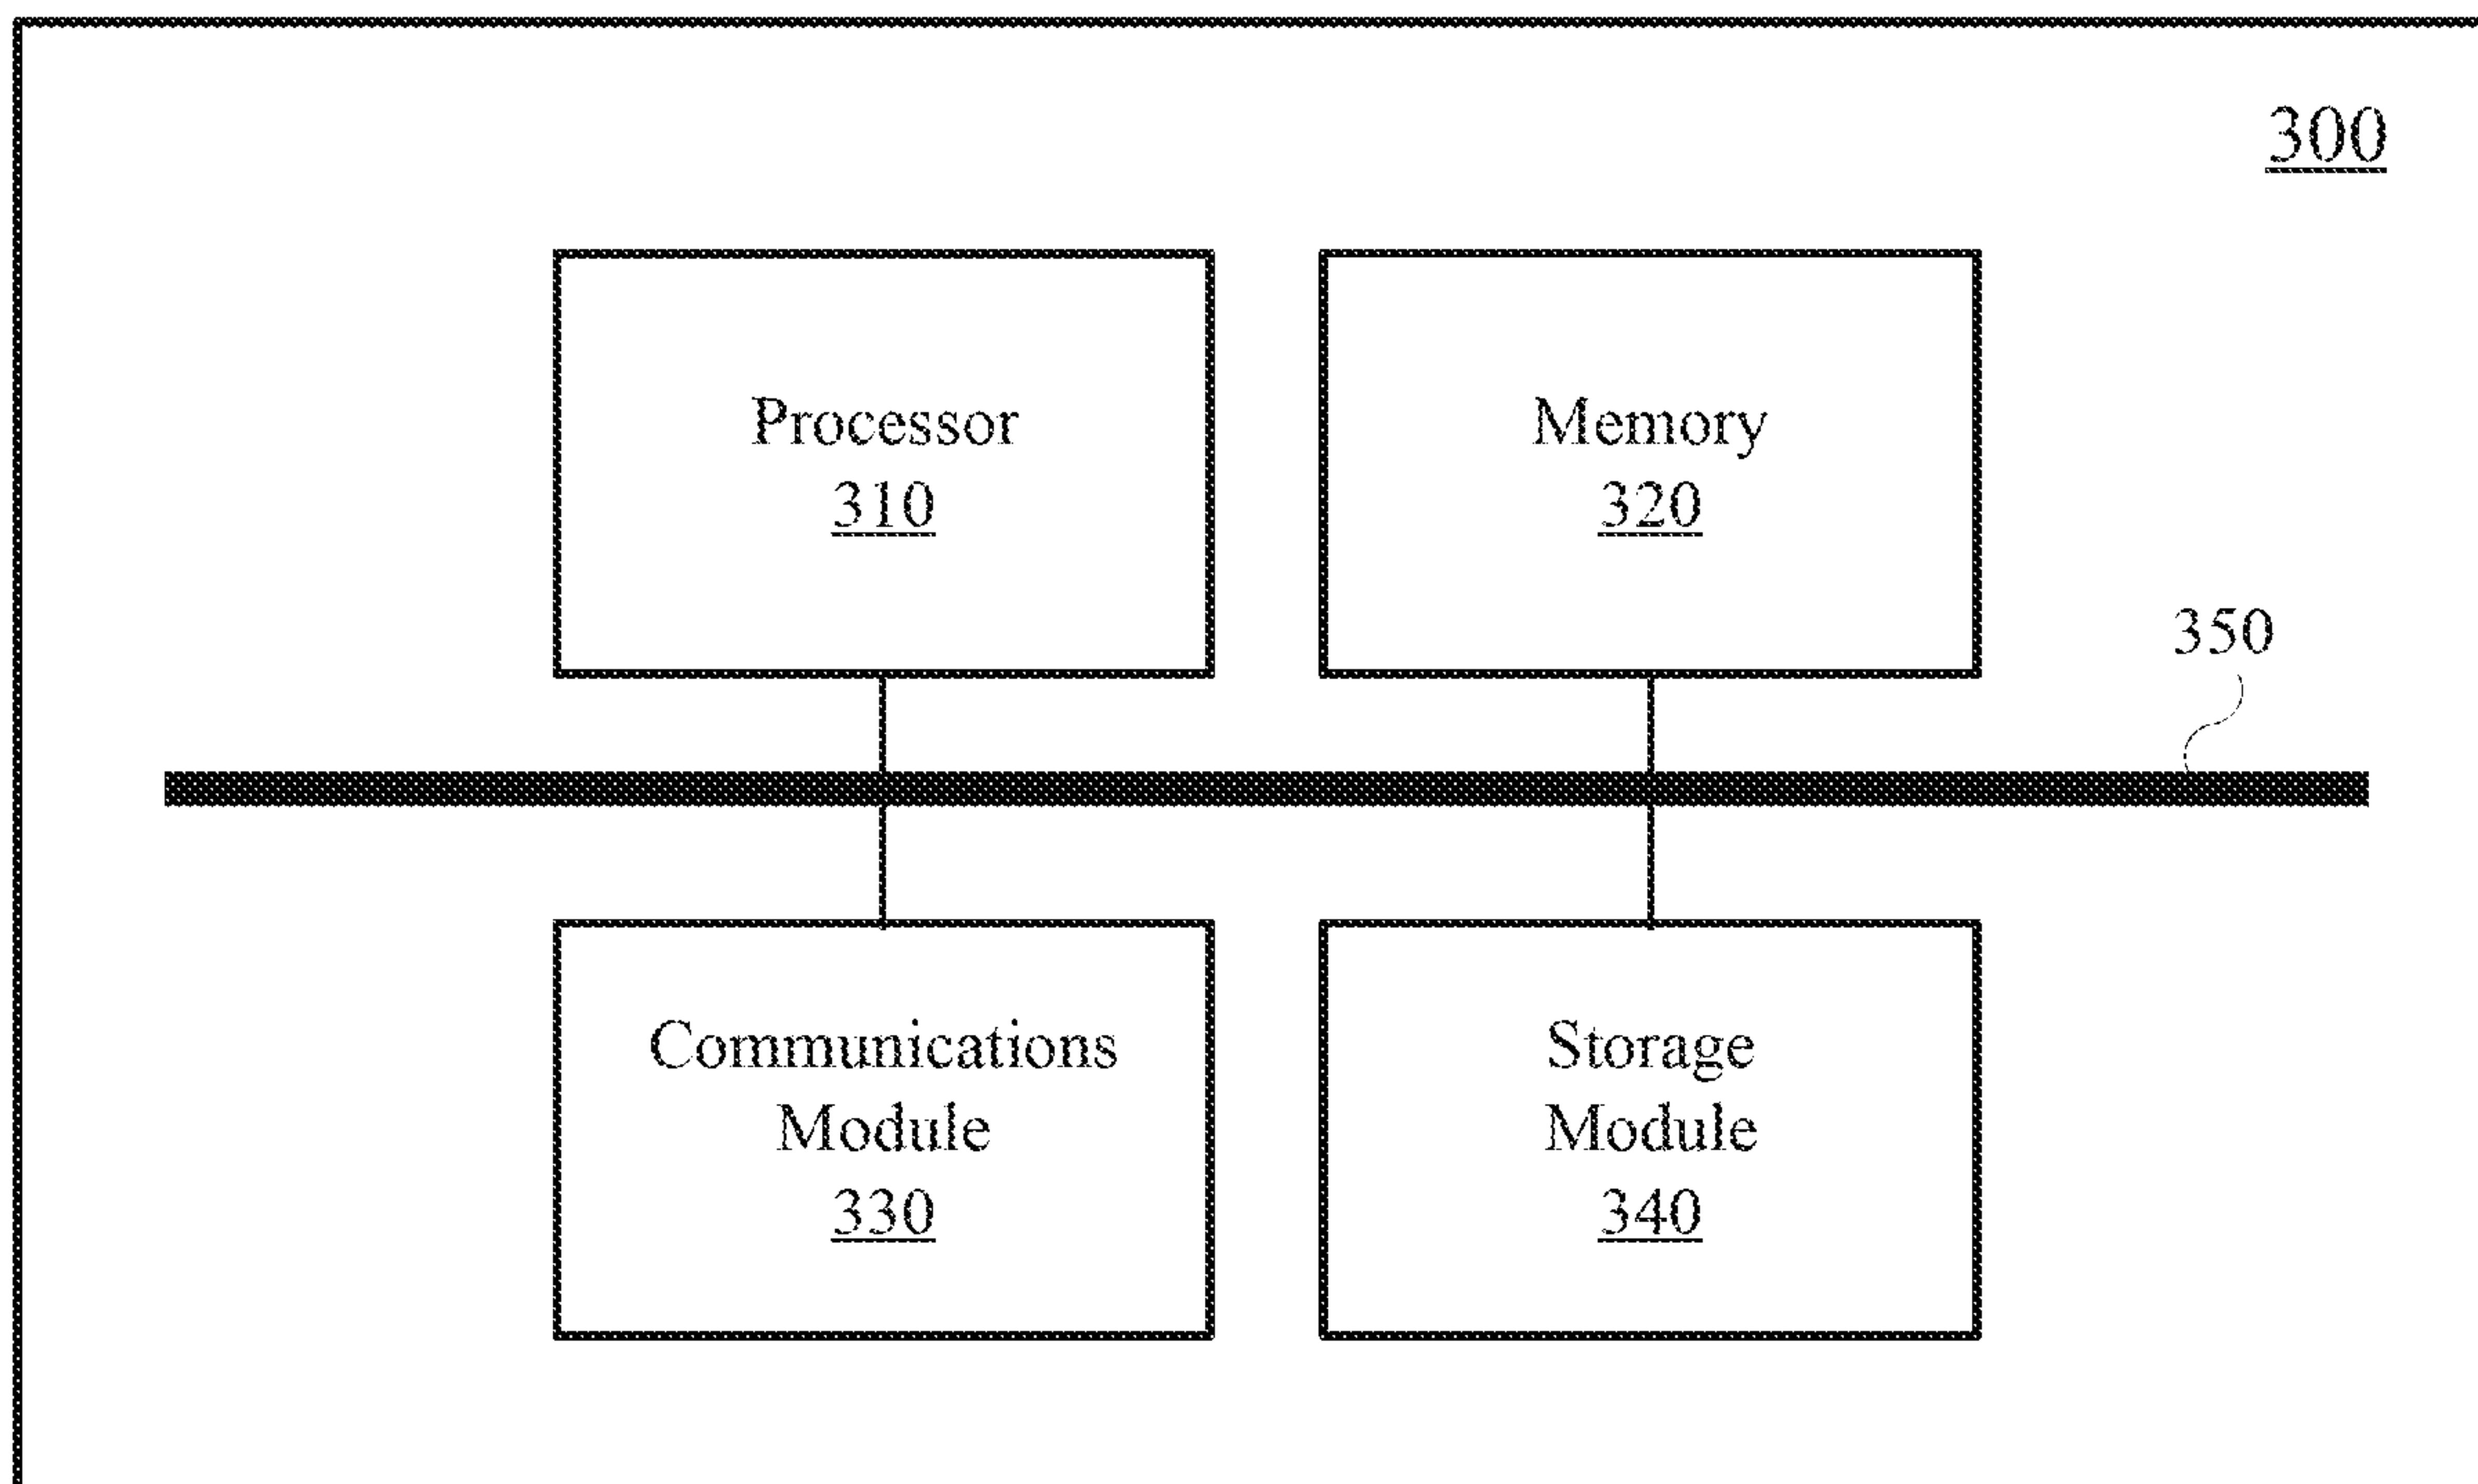 300
Processor
310
Memory
320
350
Communications
Module
330
Storage
Module
340